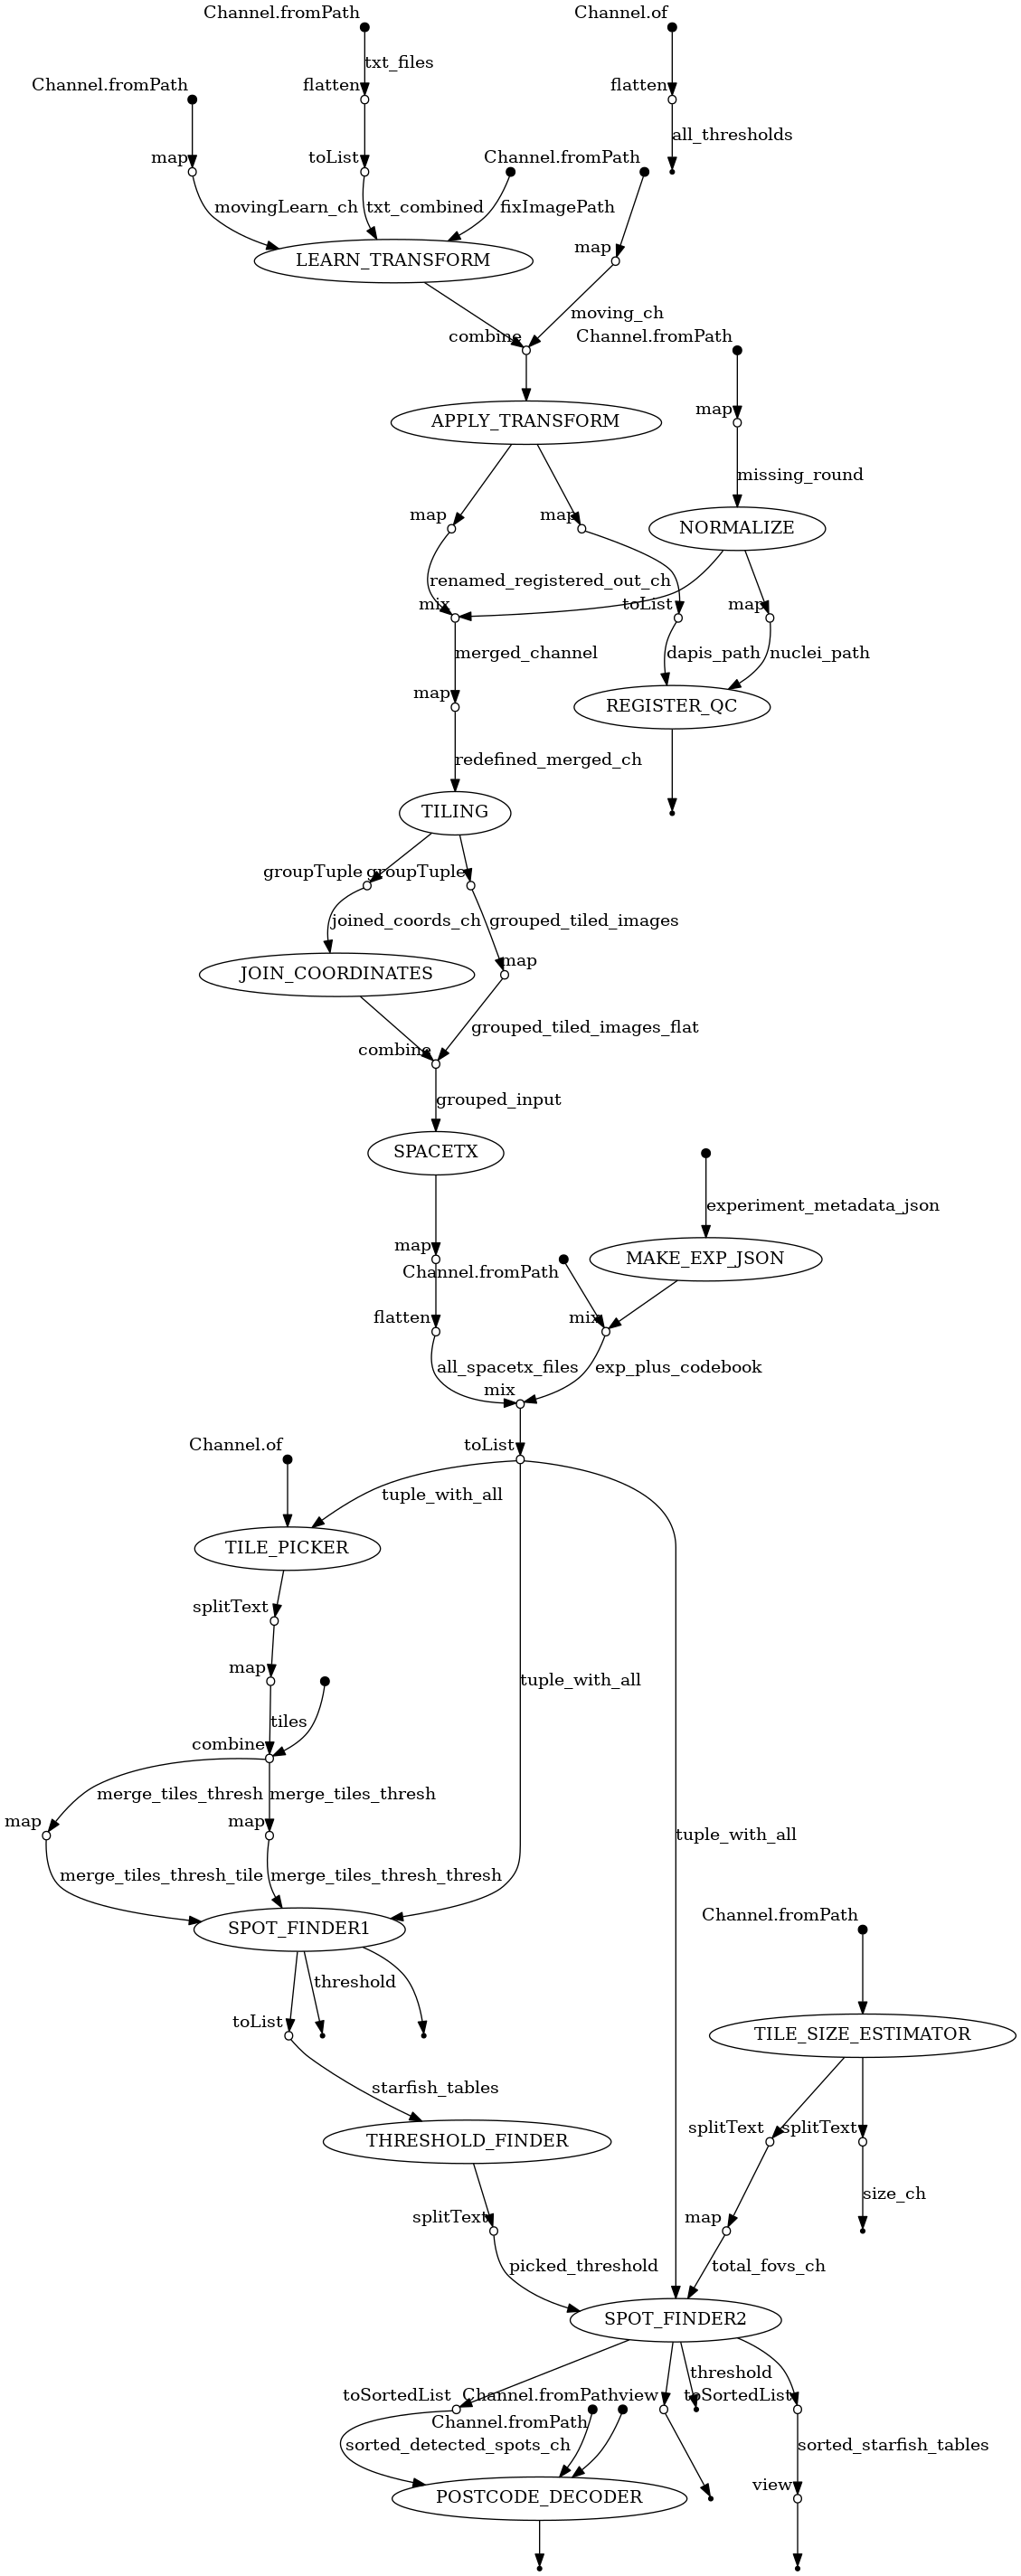 Channel.fromPath
Channel.of
txt_files
Channel.fromPath
flatten
flatten
all_thresholds
map
toList
Channel.fromPath
movingLearn_ch
txt_combined
fixImagePath
map
LEARN_TRANSFORM
moving_ch
combine
Channel.fromPath
map
APPLY_TRANSFORM
missing_round
map
map
NORMALIZE
renamed_registered_out_ch
mix
toList
map
merged_channel
dapis_path
nuclei_path
map
REGISTER_QC
redefined_merged_ch
TILING
groupTuple
groupTuple
joined_coords_ch
grouped_tiled_images
map
JOIN_COORDINATES
grouped_tiled_images_flat
combine
grouped_input
SPACETX
experiment_metadata_json
map
MAKE_EXP_JSON
Channel.fromPath
flatten
mix
all_spacetx_files
exp_plus_codebook
mix
Channel.of
toList
tuple_with_all
TILE_PICKER
splitText
map
tuple_with_all
tiles
combine
merge_tiles_thresh
merge_tiles_thresh
map
map
tuple_with_all
merge_tiles_thresh_tile
merge_tiles_thresh_thresh
Channel.fromPath
SPOT_FINDER1
threshold
toList
TILE_SIZE_ESTIMATOR
starfish_tables
splitText
splitText
THRESHOLD_FINDER
size_ch
splitText
map
picked_threshold
total_fovs_ch
SPOT_FINDER2
threshold
toSortedList
Channel.fromPath
view
toSortedList
Channel.fromPath
sorted_detected_spots_ch
sorted_starfish_tables
view
POSTCODE_DECODER